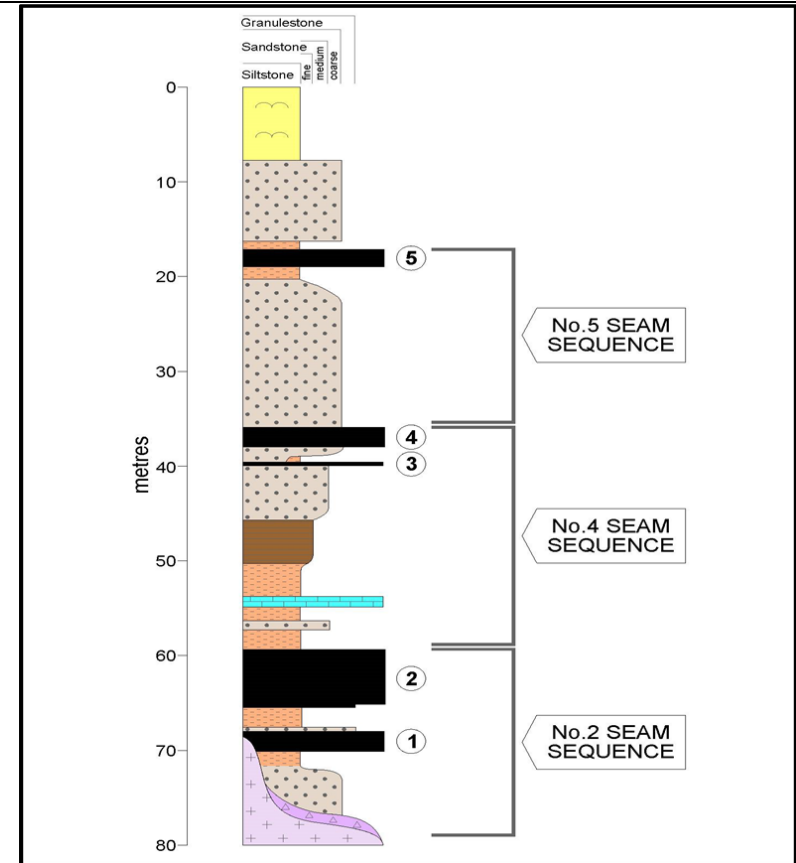 Granulestone
Sandstone
Siltstone
fine
medium
coarse
0
10
20
30
40
50
60
70
80
metres
5
4
3
2
1
No.5 SEAM
SEQUENCE
No.4 SEAM
SEQUENCE
No.2 SEAM
SEQUENCE